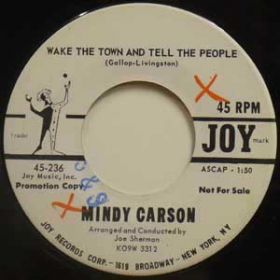 WAKE THE TOWN AND TELL THE PEOPLE
(Gallop-Livingston)
45 RPM
JOY
trade
mark
45-236
Joy Music, Inc.
Promotion Copy
ASCAP - 1:50
Not For Sale
MINDY CARSON
Arranged and Conducted
by
Joe Sherman
KO9W 3312
JOY RECORDS CORP. - 1619 BROADWAY - NEW YORK, NY